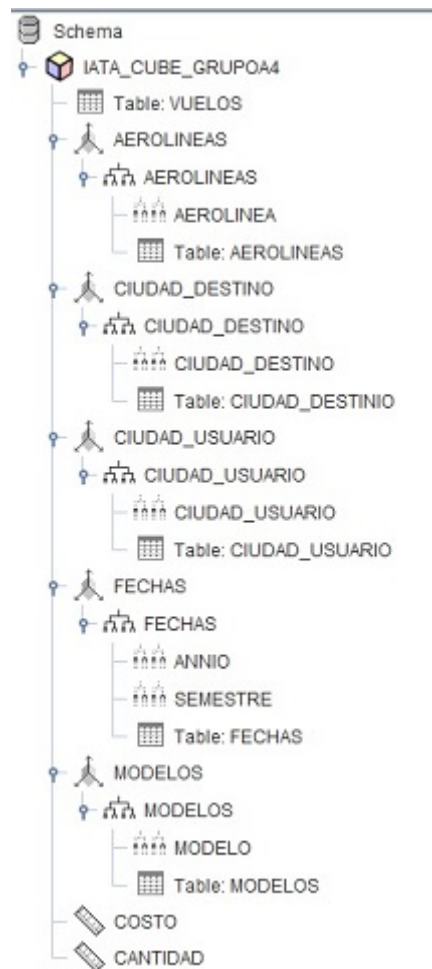 Schema
IATA_CUBE_GRUPOA4
Table: VUELOS
AEROLINEAS
AEROLINEAS
AEROLINEA
Table: AEROLINEAS
CIUDAD_DESTINO
CIUDAD_DESTINO
CIUDAD_DESTINO
Table: CIUDAD_DESTINIO
CIUDAD_USUARIO
CIUDAD_USUARIO
CIUDAD_USUARIO
Table: CIUDAD_USUARIO
FECHAS
FECHAS
ANNIO
SEMESTRE
Table: FECHAS
MODELOS
MODELOS
MODELO
Table: MODELOS
COSTO
CANTIDAD